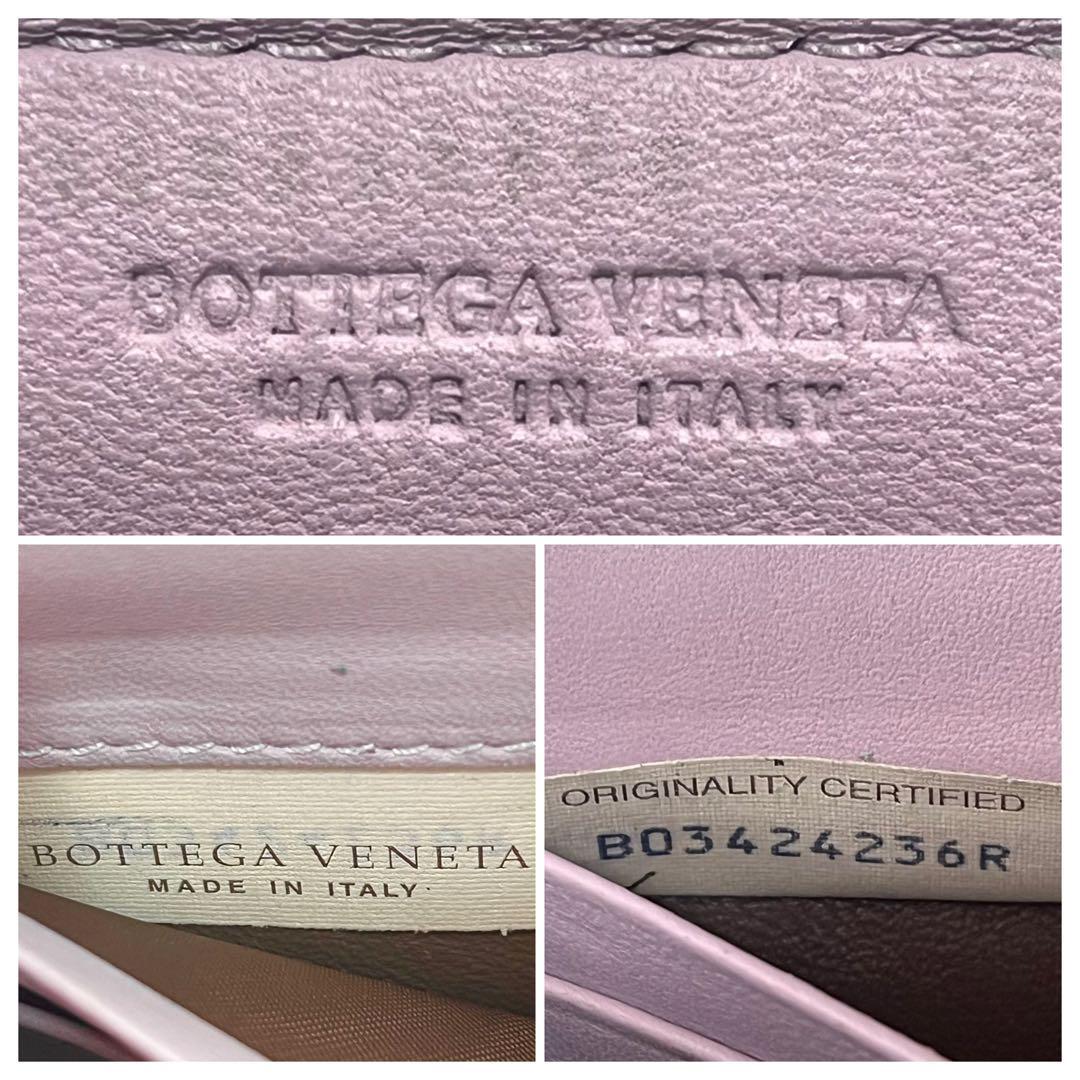 BOTTEGA VENETA
MADE IN ITALY
BOTTEGA VENETA
MADE IN ITALY
ORIGINALITY CERTIFIED
B03424236R